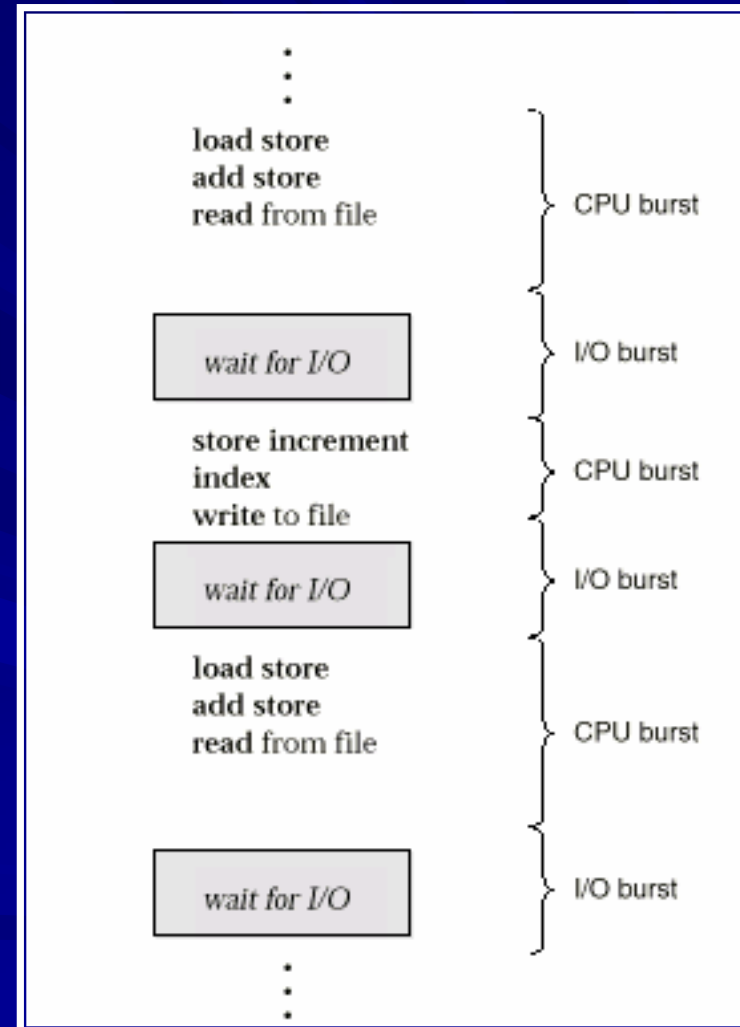 load store
add store
read from file
CPU burst
wait for I/O
I/O burst
store increment
index
write to file
CPU burst
wait for I/O
I/O burst
load store
add store
read from file
CPU burst
wait for I/O
I/O burst